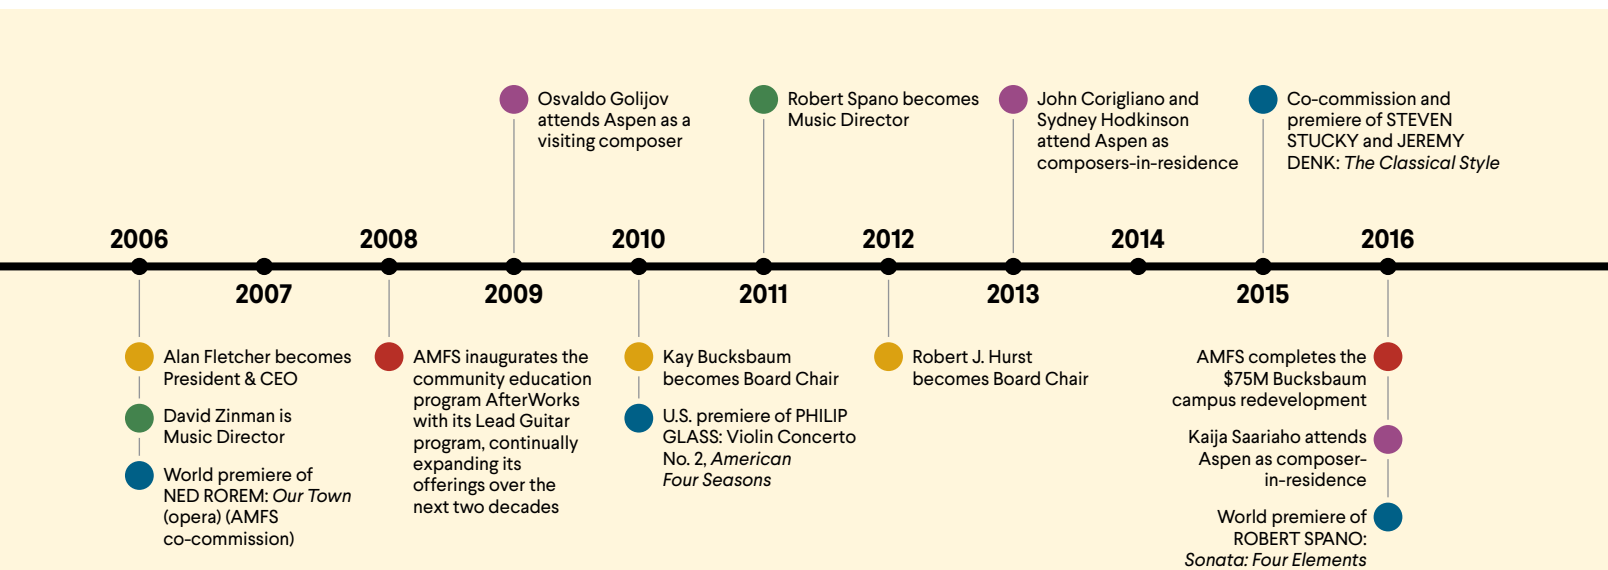 Osvaldo Golijov
attends Aspen as a
visiting composer
Robert Spano becomes
Music Director
John Corigliano and
Sydney Hodkinson
attend Aspen as
composers-in-residence
Co-commission and
premiere of STEVEN
STUCKY and JEREMY
DENK: The Classical Style
2006
2008
2010
2012
2014
2016
2007
2009
2011
2013
2015
Alan Fletcher becomes
President & CEO
David Zinman is
Music Director
World premiere of
NED ROREM: Our Town
(opera) (AMFS
co-commission)
AMFS inaugurates the
community education
program AfterWorks
with its Lead Guitar
program, continually
expanding its
offerings over the
next two decades
Kay Bucksbaum
becomes Board Chair
U.S. premiere of PHILIP
GLASS: Violin Concerto
No. 2, American
Four Seasons
Robert J. Hurst
becomes Board Chair
AMFS completes the
$75M Bucksbaum
campus redevelopment
Kaija Saariaho attends
Aspen as composer-
in-residence
World premiere of
ROBERT SPANO:
Sonata: Four Elements